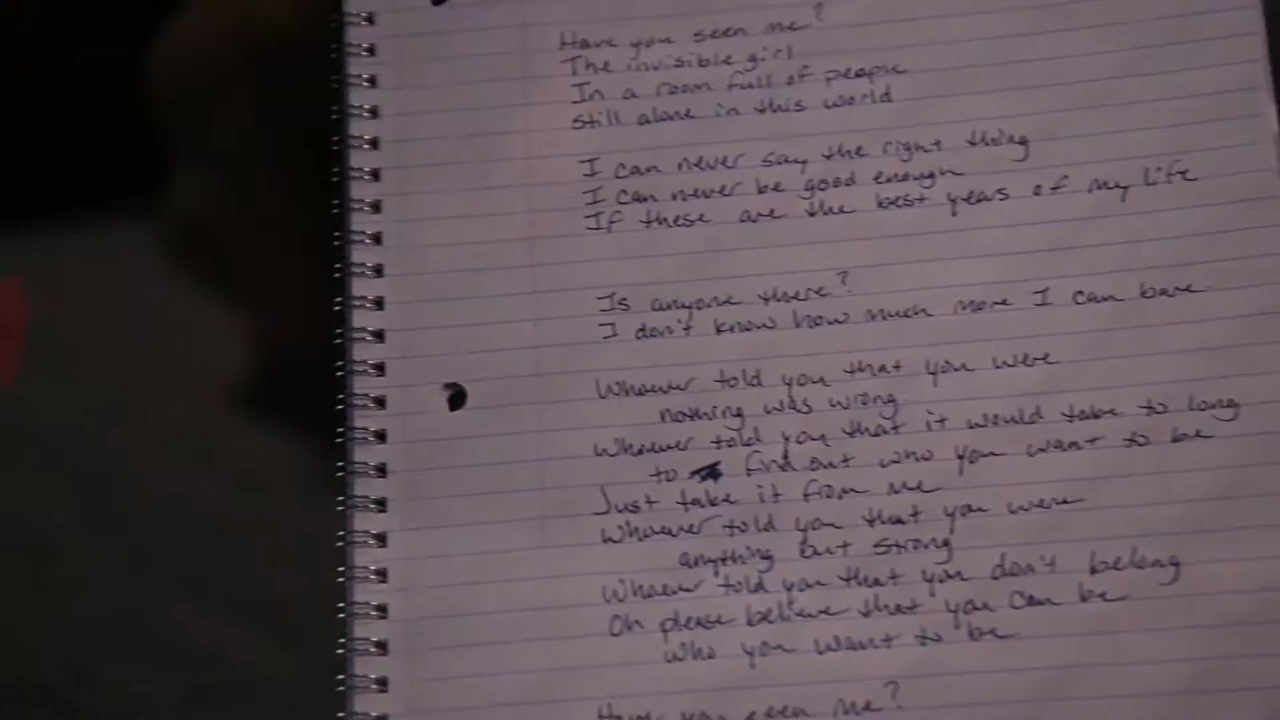 Have you seen me?
The invisible girl
In a room full of people
still alone in this world
I can never say the right thing
I can never be good enough
If these are the best years of my life
Is anyone there?
I don't know how much more I can bare.
Whoever told you that you were
nothing was wrong
Whoever told you that it would take to long
to find out who you want to be
Just take it from me
Whoever told you that you were
anything but strong
Whoever told you that you don't belong
Oh please believe that you can be
who you want to be
Have you seen me?